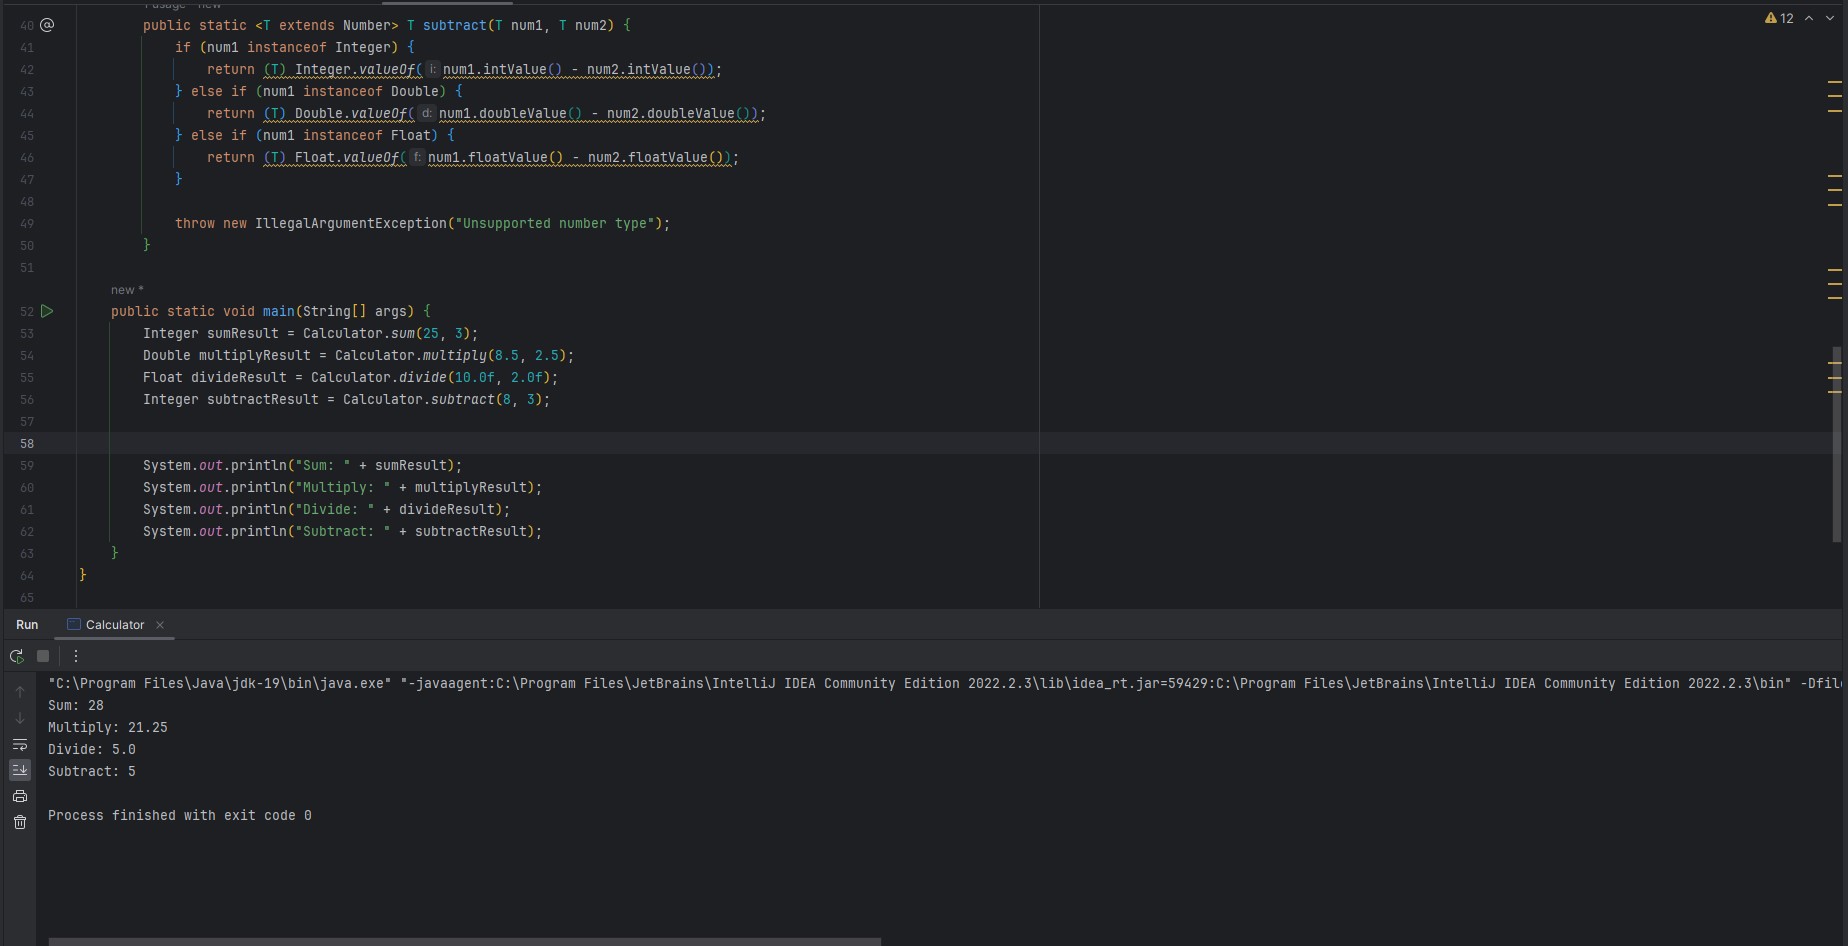 12
40 public static <T extends Number> T subtract(T num1, T num2) {
41 if (num1 instanceof Integer) {
42 return (T) Integer.valueOf( i: num1.intValue() - num2.intValue());
43 } else if (num1 instanceof Double) {
44 return (T) Double.valueOf( d: num1.doubleValue() - num2.doubleValue());
45 } else if (num1 instanceof Float) {
46 return (T) Float.valueOf( f: num1.floatValue() - num2.floatValue());
47 }
48
49 throw new IllegalArgumentException("Unsupported number type");
50 }
51
new *
52 public static void main(String[] args) {
53 Integer sumResult = Calculator.sum(25, 3);
54 Double multiplyResult = Calculator.multiply(8.5, 2.5);
55 Float divideResult = Calculator.divide(10.0f, 2.0f);
56 Integer subtractResult = Calculator.subtract(8, 3);
57
58
59 System.out.println("Sum: " + sumResult);
60 System.out.println("Multiply: " + multiplyResult);
61 System.out.println("Divide: " + divideResult);
62 System.out.println("Subtract: " + subtractResult);
63 }
64 }
65
Run Calculator
"C:\Program Files\Java\jdk-19\bin\java.exe" "-javaagent:C:\Program Files\JetBrains\IntelliJ IDEA Community Edition 2022.2.3\lib\idea_rt.jar=59429:C:\Program Files\JetBrains\IntelliJ IDEA Community Edition 2022.2.3\bin" -Dfil
Sum: 28
Multiply: 21.25
Divide: 5.0
Subtract: 5
Process finished with exit code 0